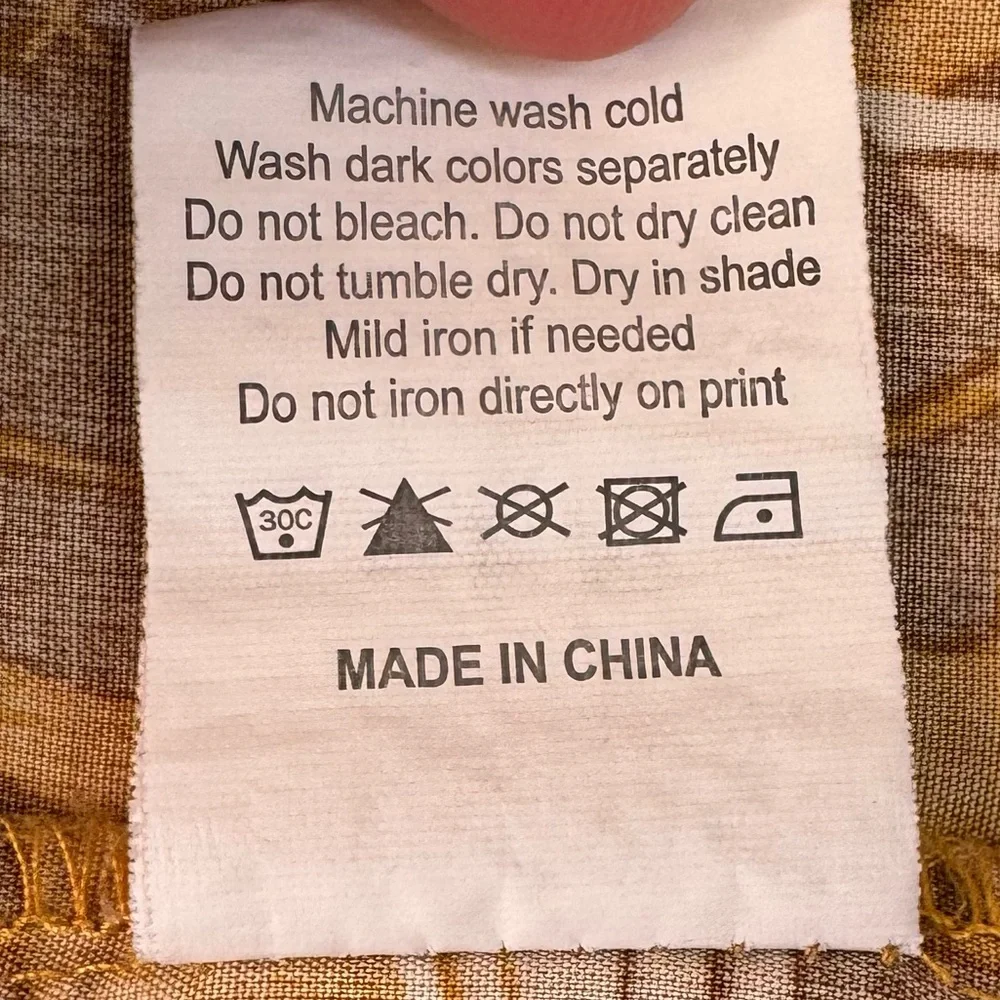 Machine wash cold
Wash dark colors separately
Do not bleach. Do not dry clean
Do not tumble dry. Dry in shade
Mild iron if needed
Do not iron directly on print
30C
MADE IN CHINA